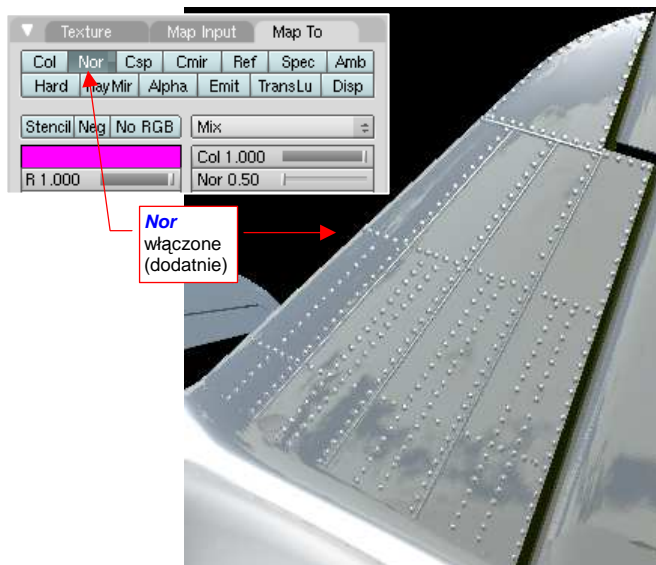 Texture Map Input Map To
Col Nor Csp Cmir Ref Spec Amb
Hard RayMir Alpha Emit TransLu Disp
Stencil Neg No RGB Mix
Col 1.000
R 1.000 Nor 0.50
Nor
włączone
(dodatnie)